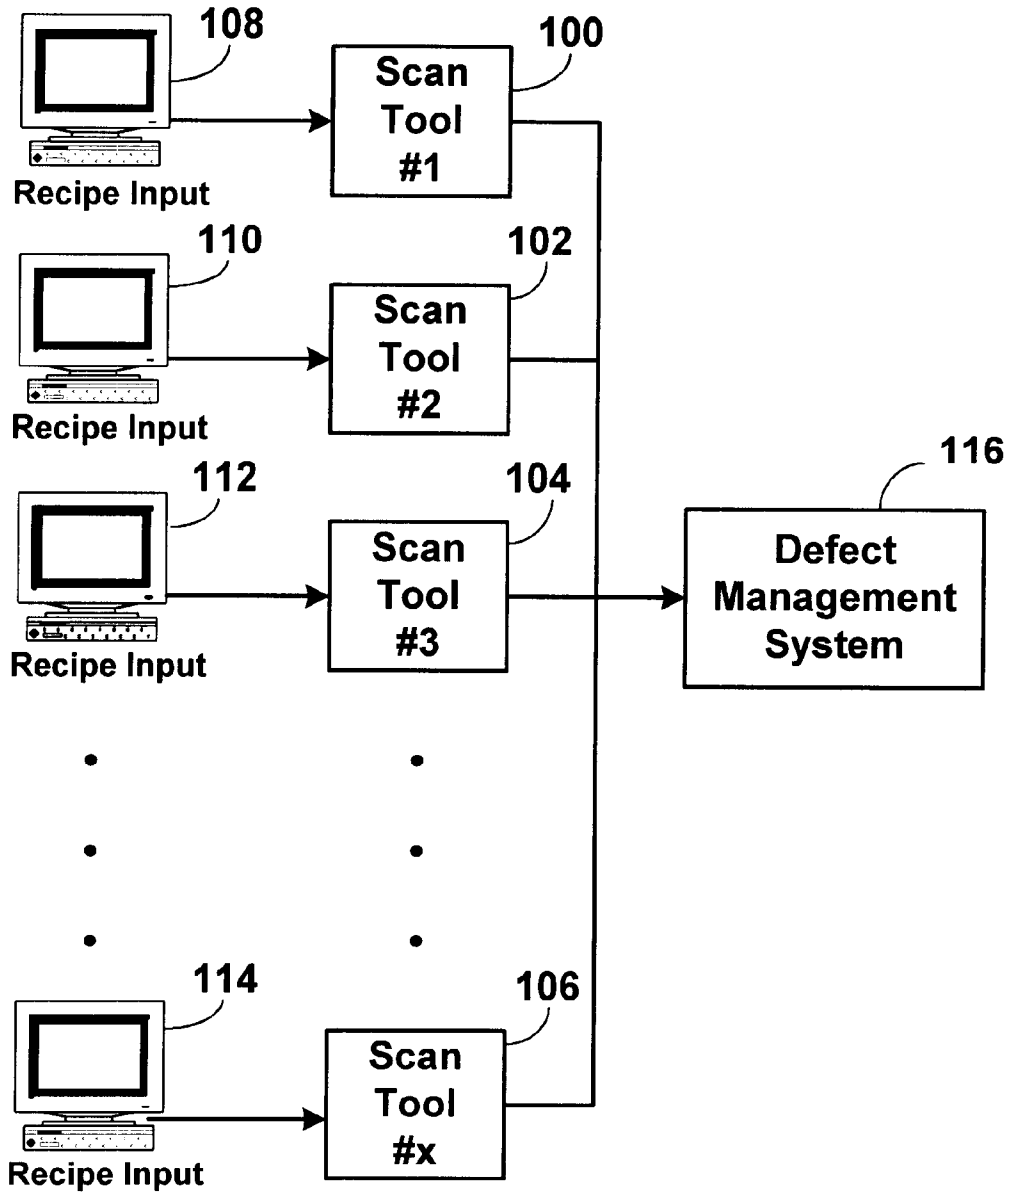 108
100
Scan
Tool
#1
Recipe Input
110
102
Scan
Tool
#2
Recipe Input
112
104
Scan
Tool
#3
Recipe Input
116
Defect
Management
System
114
106
Scan
Tool
#x
Recipe Input